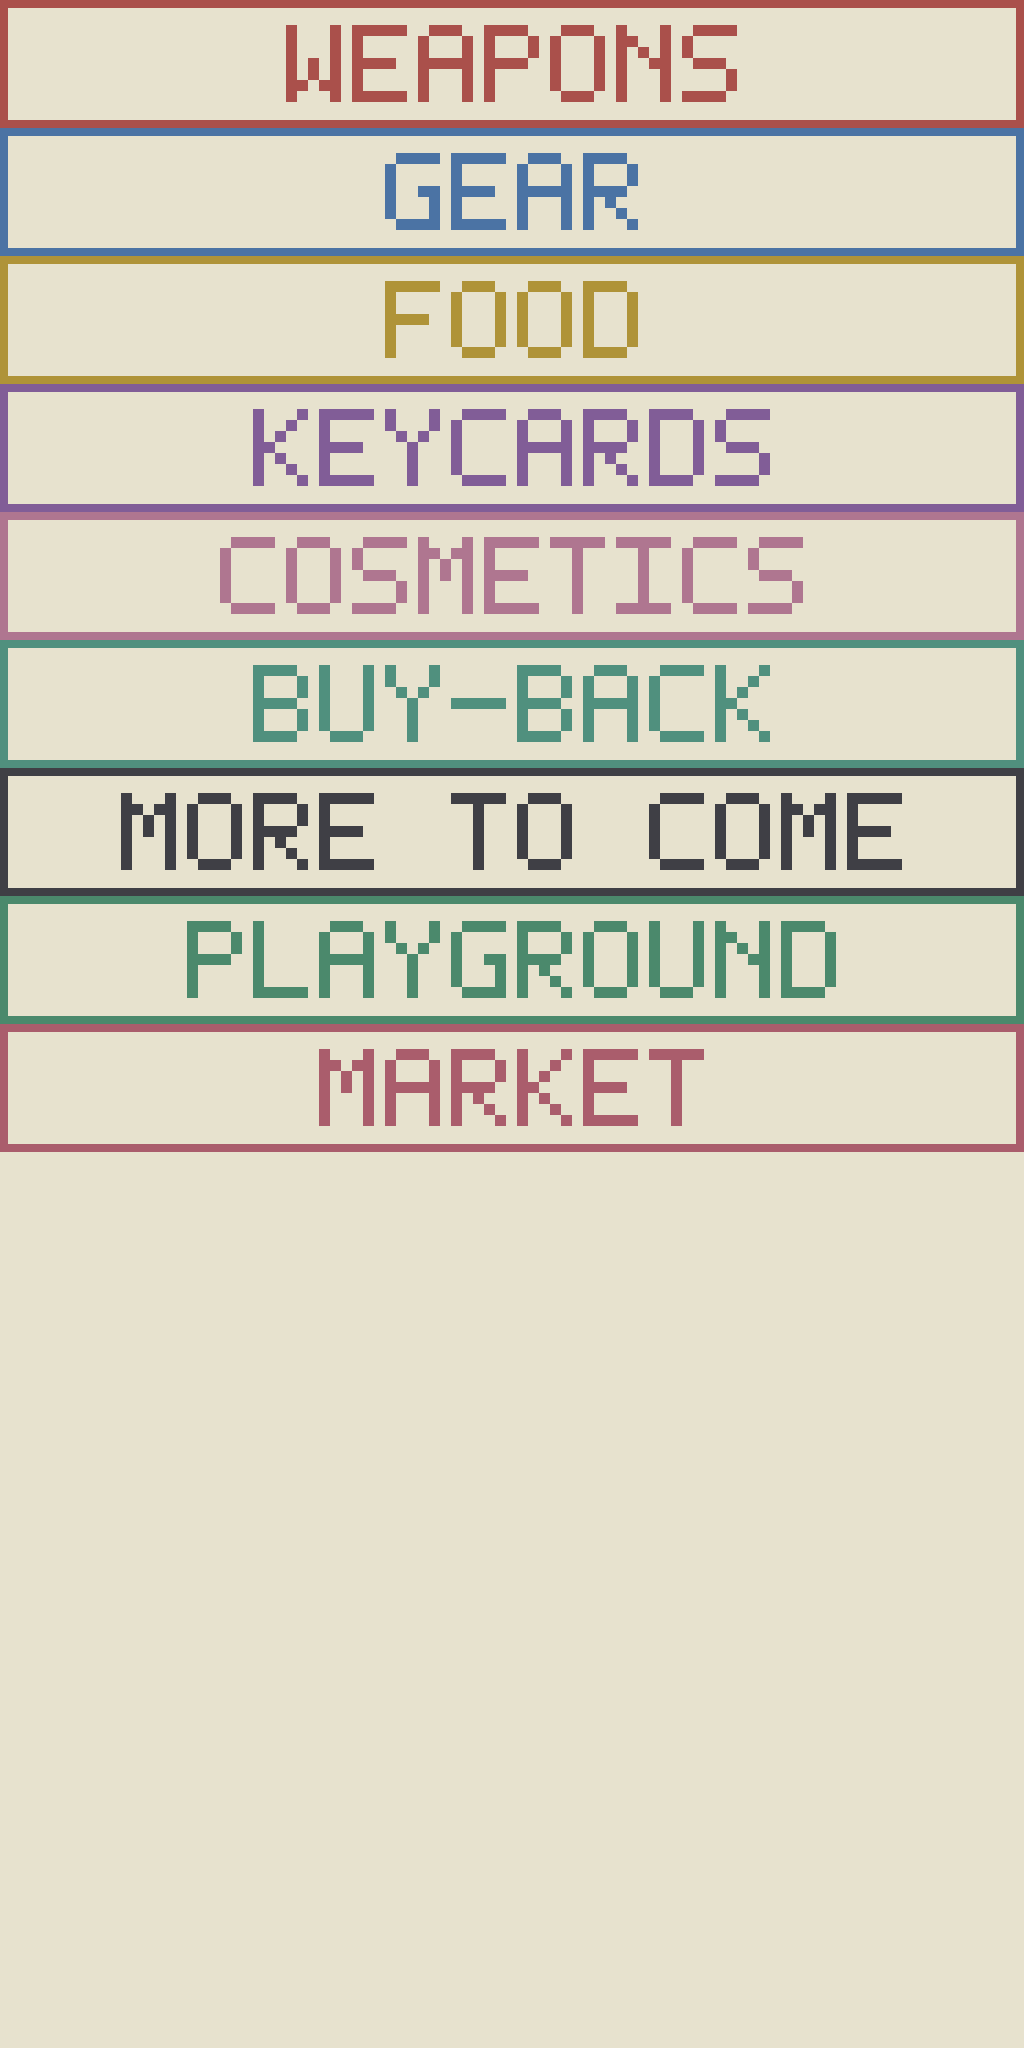 WEAPONS
GEAR
FOOD
KEYCARDS
COSMETICS
BUY-BACK
MORE TO COME
PLAYGROUND
MARKET